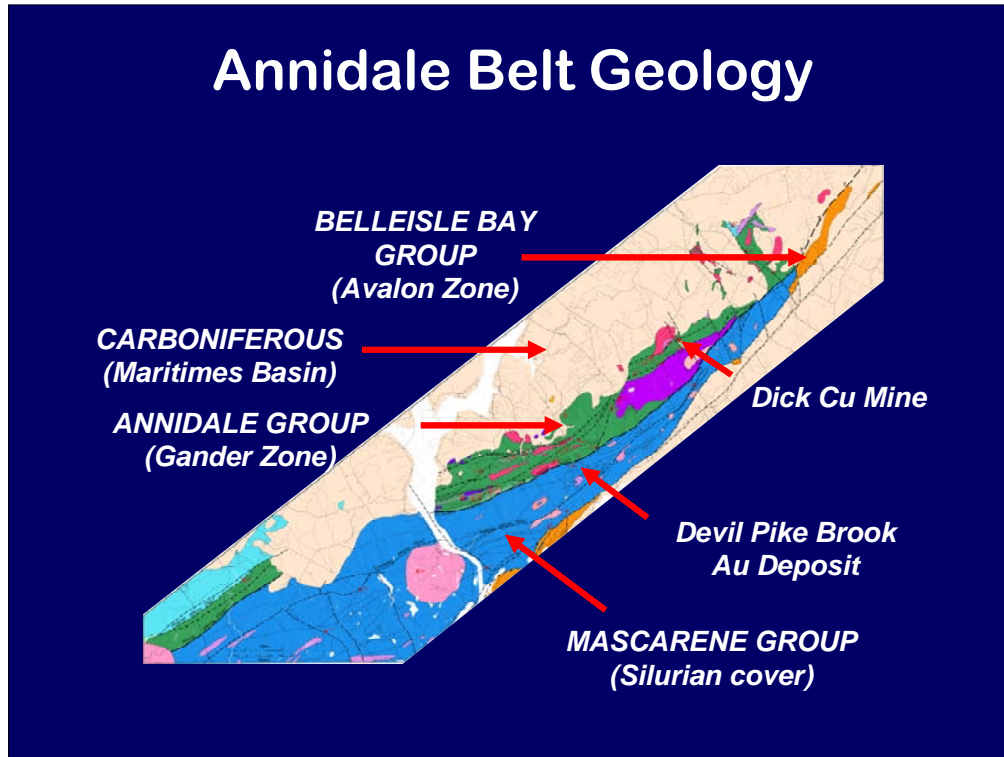 Annidale Belt Geology
BELLEISLE BAY
GROUP
(Avalon Zone)
CARBONIFEROUS
(Maritimes Basin)
ANNIDALE GROUP
(Gander Zone)
Dick Cu Mine
Devil Pike Brook
Au Deposit
MASCARENE GROUP
(Silurian cover)